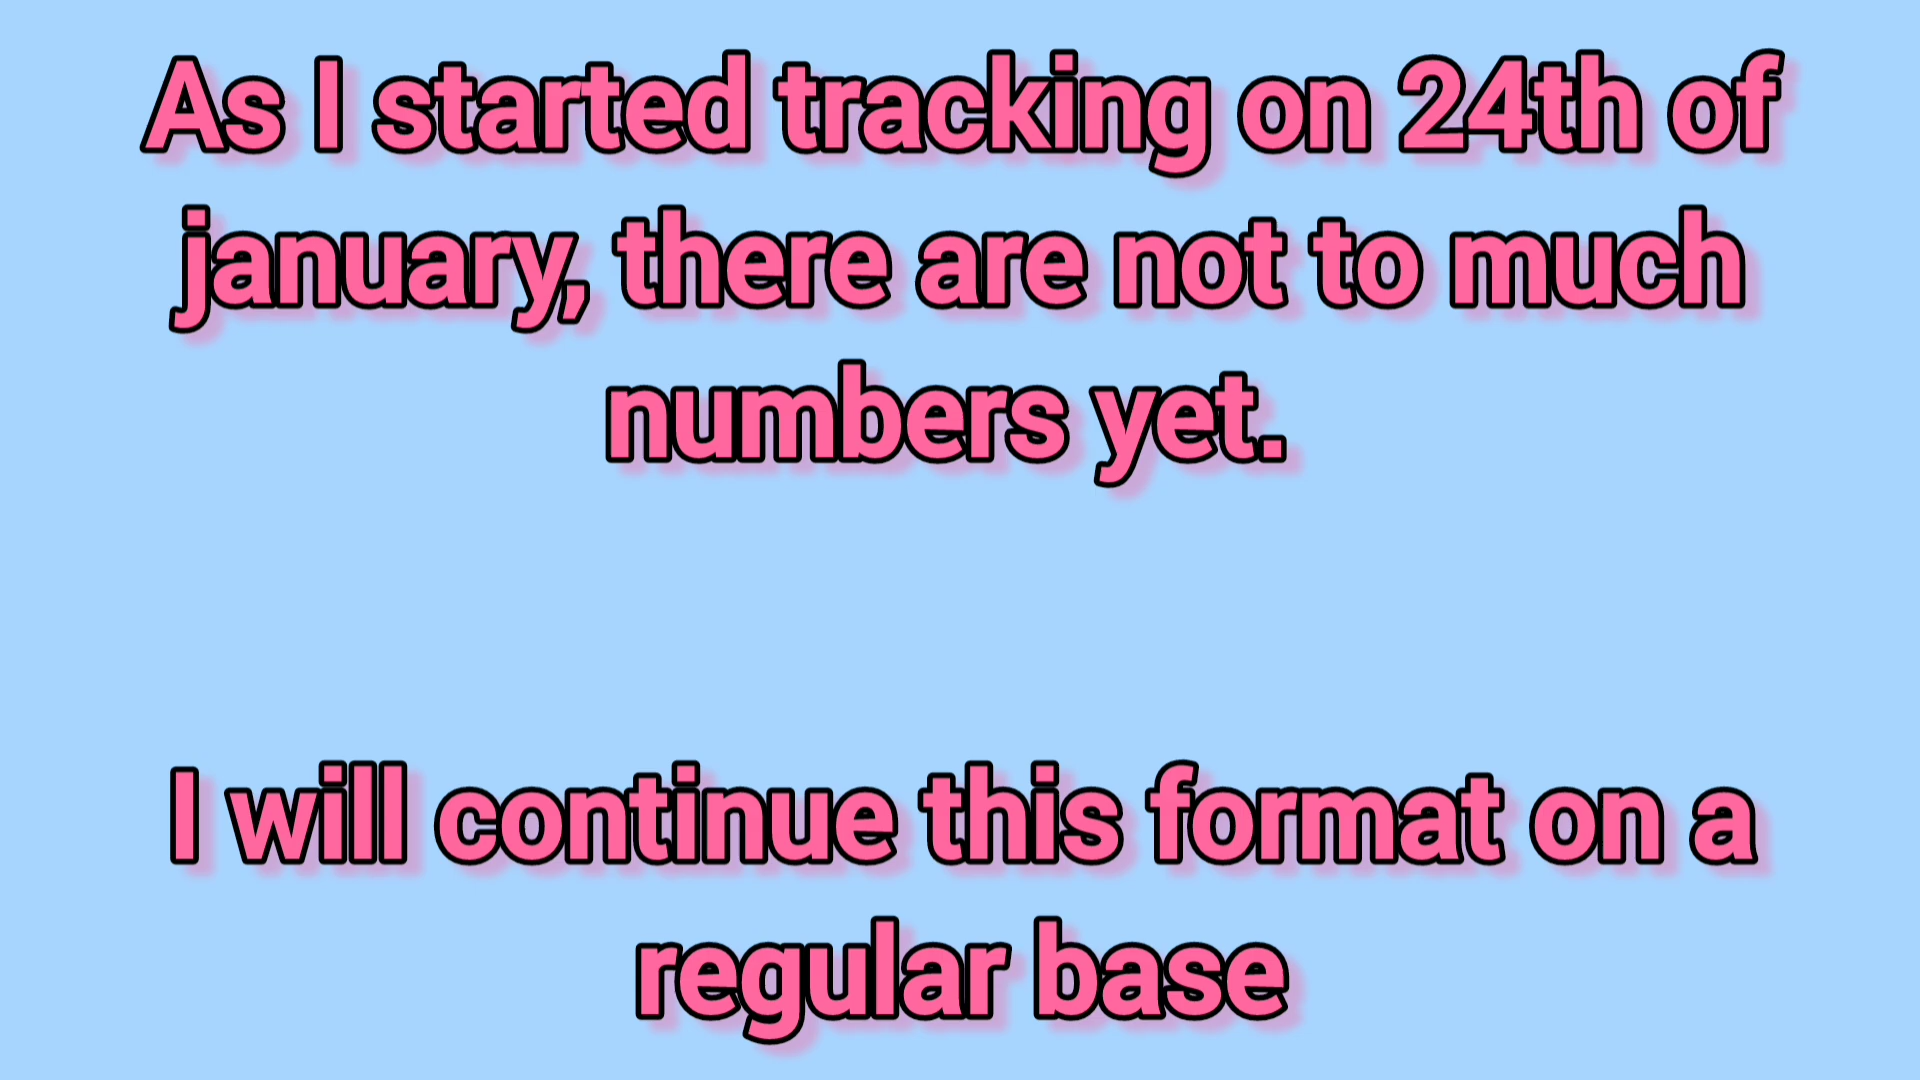 As I started tracking on 24th of
january, there are not to much
numbers yet.
I will continue this format on a
regular base